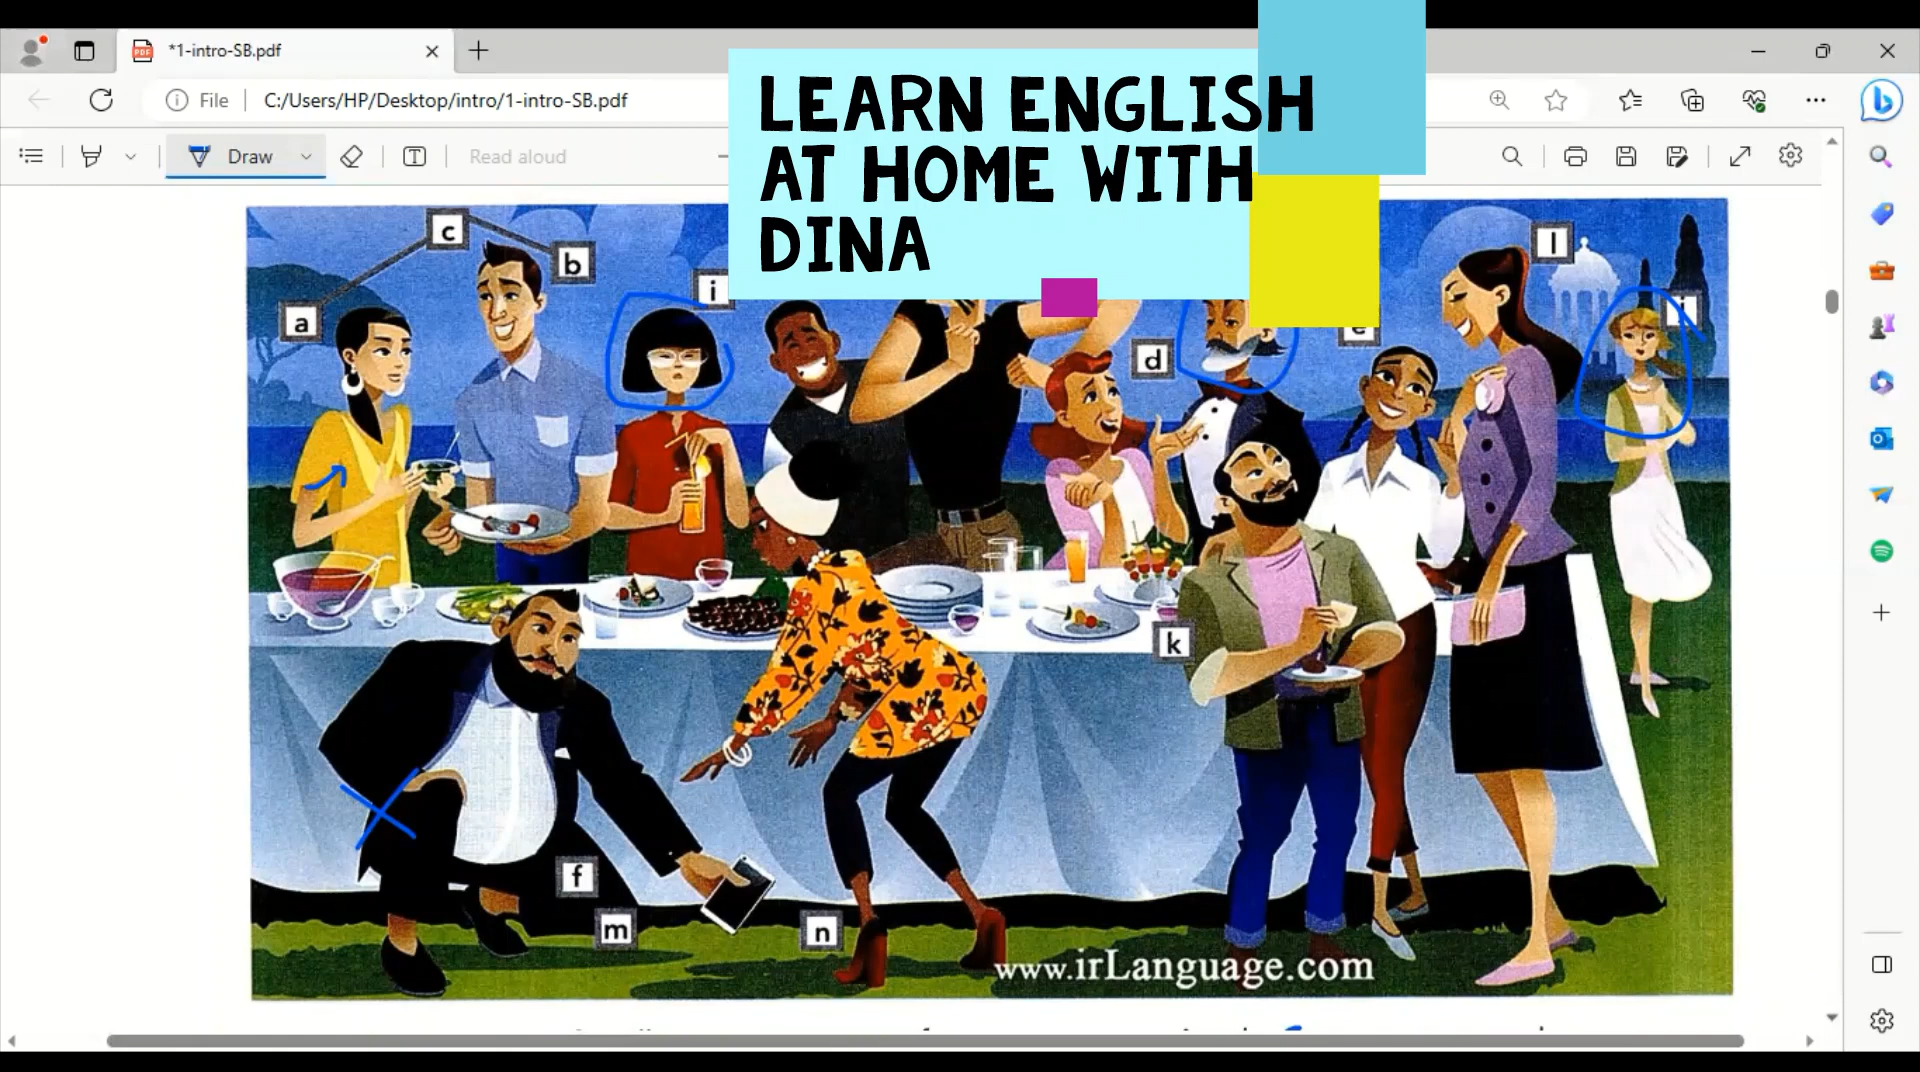 *1-intro-SB.pdf
File
C:/Users/HP/Desktop/intro/1-intro-SB.pdf
Draw
Read aloud
LEARN ENGLISH
AT HOME WITH
DINA
c
b
l
i
a
j
e
d
k
f
m
n
www.irLanguage.com